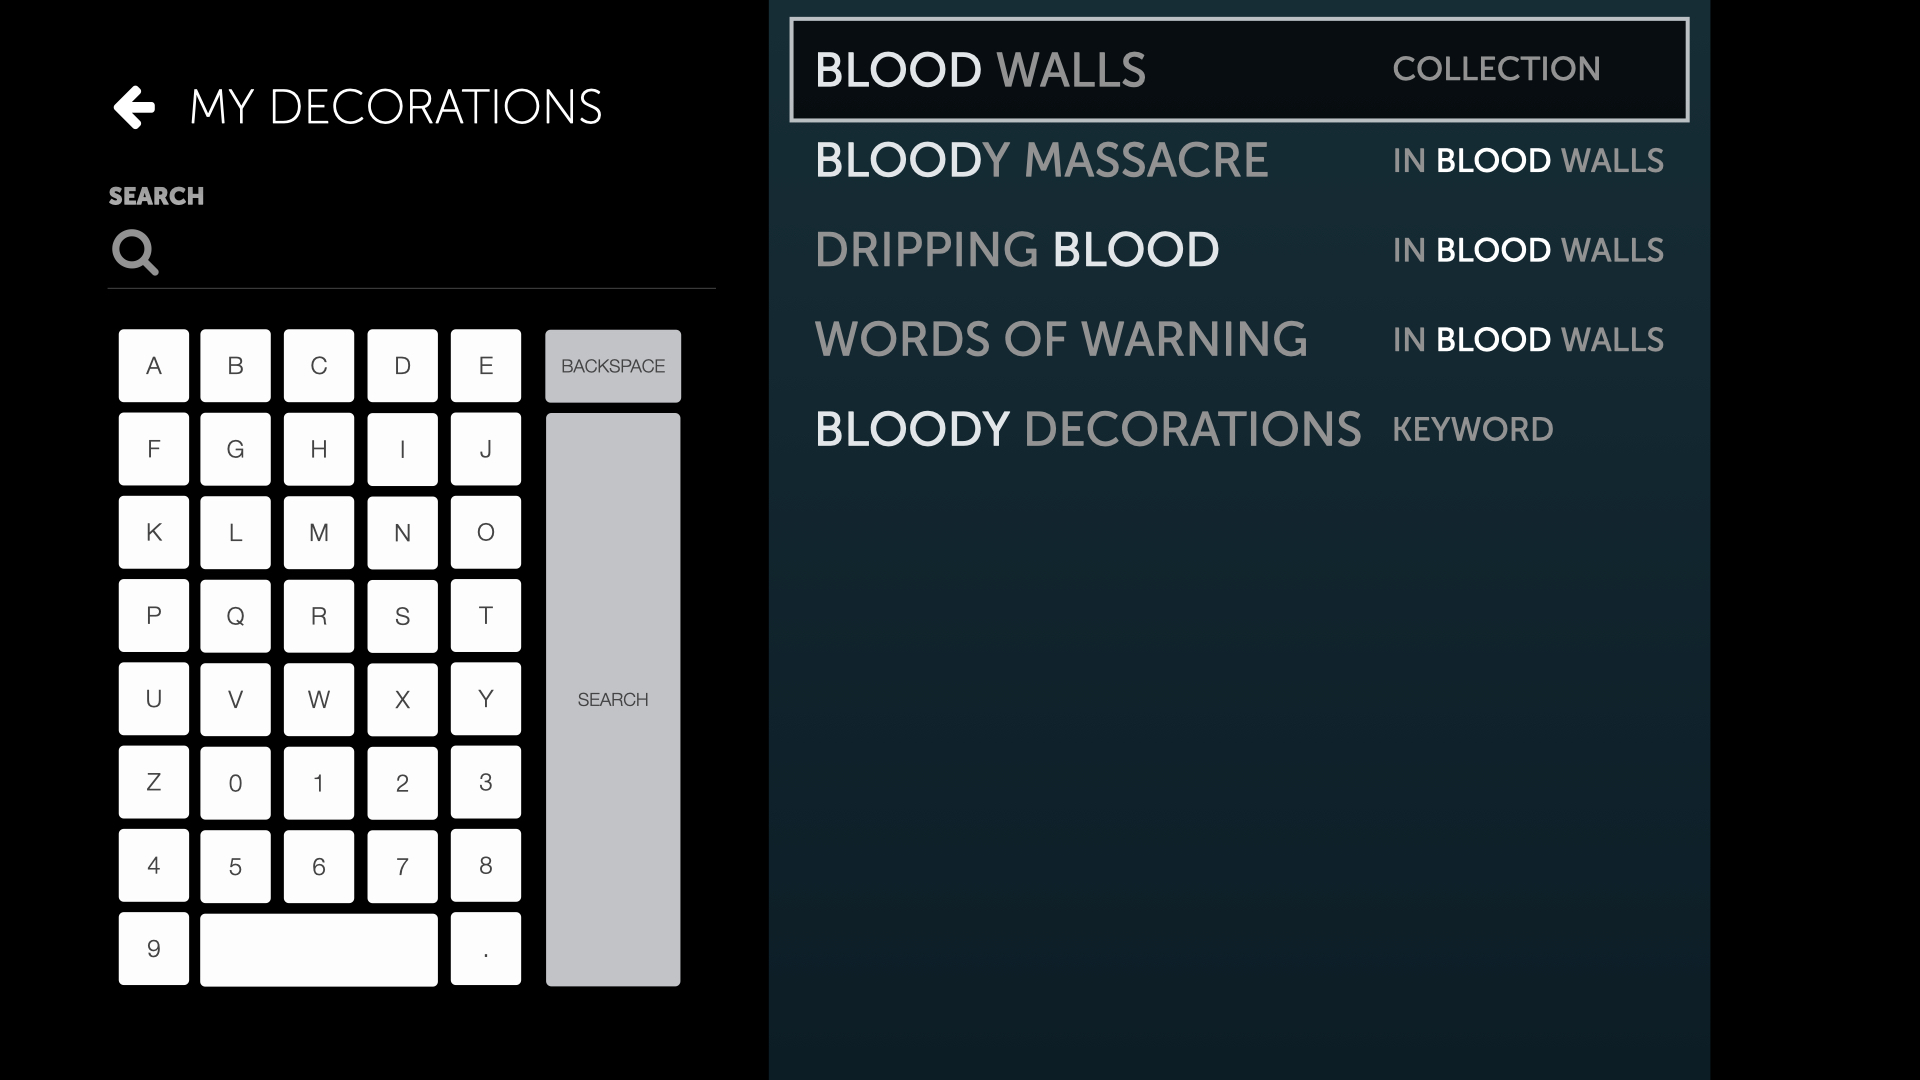 MY DECORATIONS
SEARCH
A B C D E BACKSPACE
F G H I J
K L M N O
P Q R S T
U V W X Y SEARCH
Z 0 1 2 3
4 5 6 7 8
9 .
BLOOD WALLS COLLECTION
BLOODY MASSACRE IN BLOOD WALLS
DRIPPING BLOOD IN BLOOD WALLS
WORDS OF WARNING IN BLOOD WALLS
BLOODY DECORATIONS KEYWORD